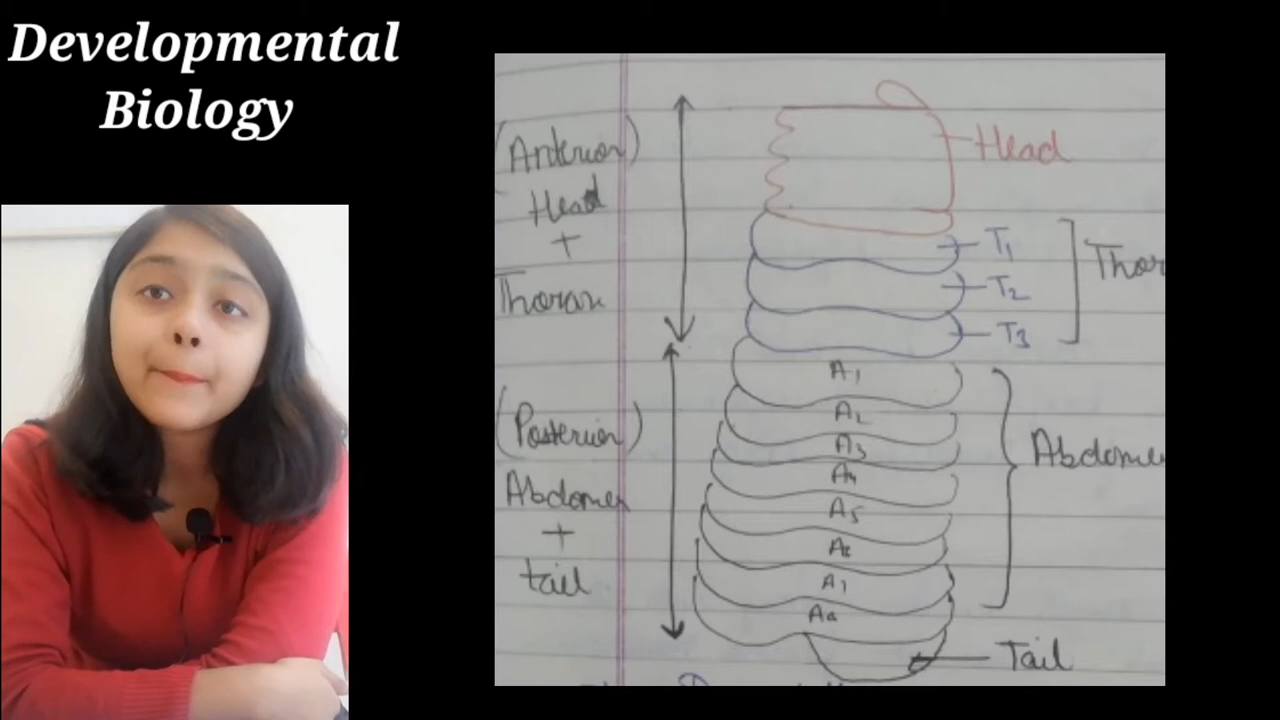 Developmental
Biology
(Anterior)
Head
+
Thorax
Head
T1
T2
T3
Thor
(Posterior)
Abdomen
+
tail
A1
A2
A3
A4
A5
A6
A7
A8
Abdomen
Tail